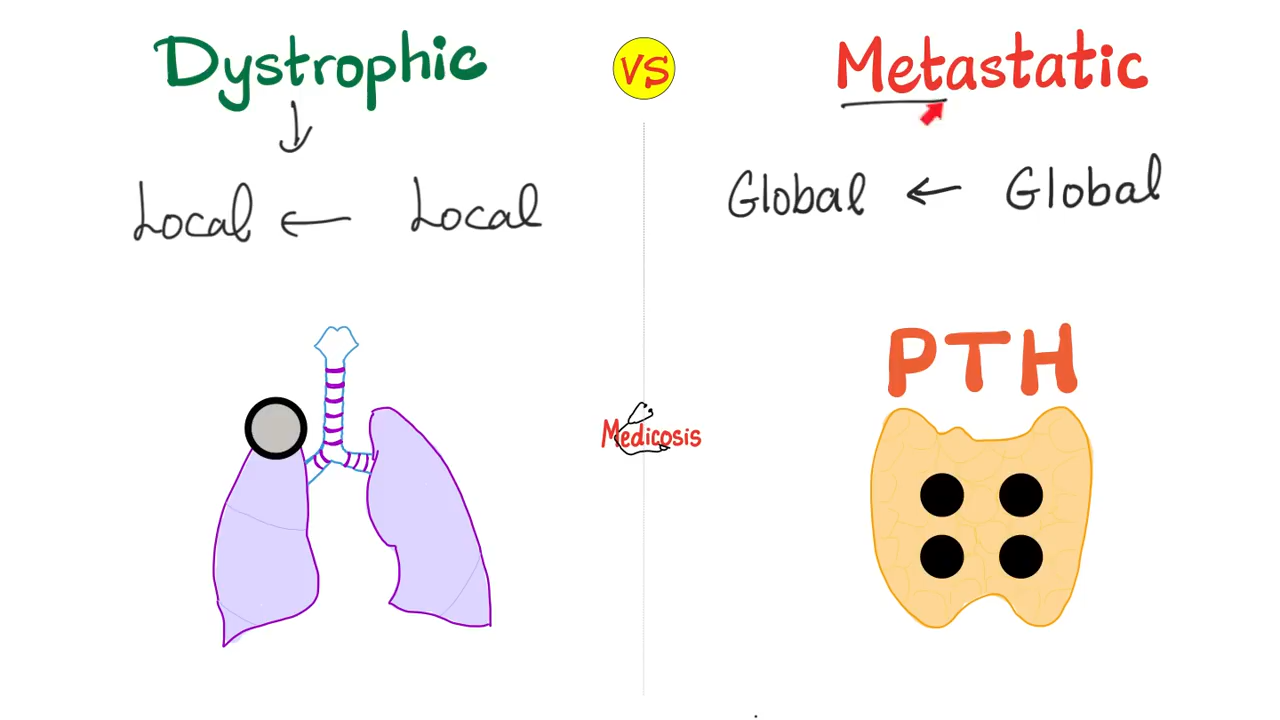 Dystrophic
VS
Metastatic
Local ← Local
Global ← Global
PTH
Medicosis